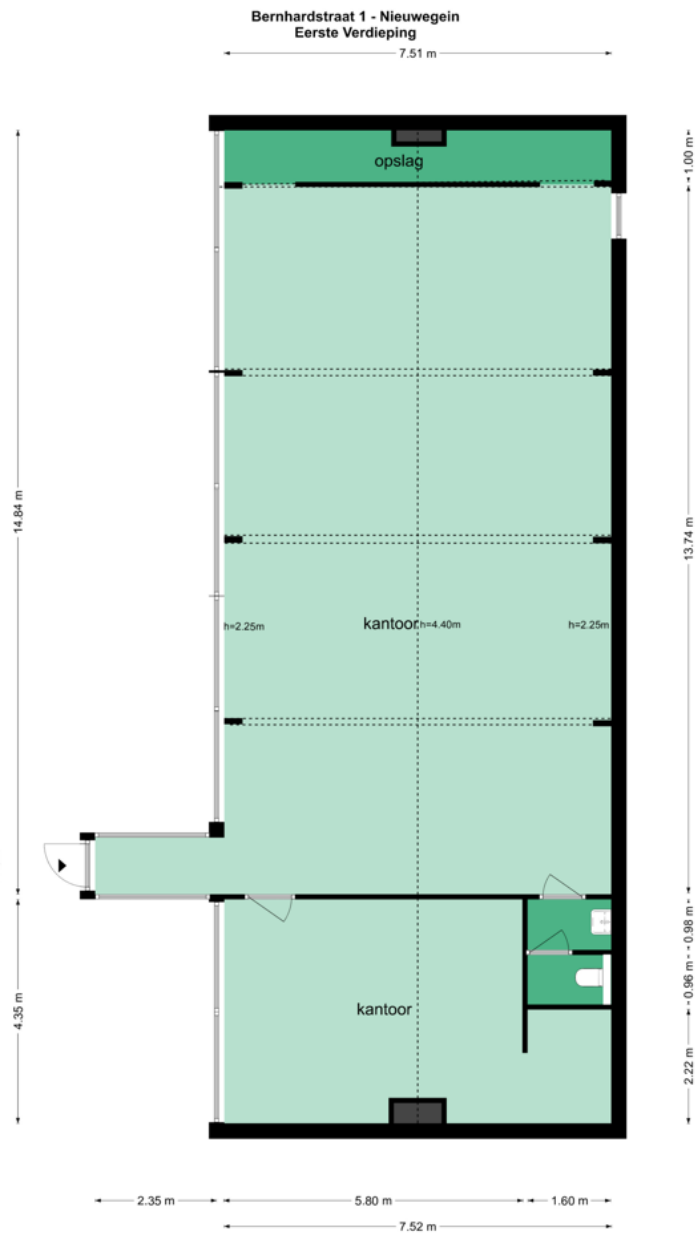 Bernhardstraat 1 - Nieuwegein
Eerste Verdieping
7.51 m
1.00 m
opslag
14.84 m
13.74 m
h=2.25m
kantoor
h=4.40m
h=2.25m
0.98 m
0.96 m
4.35 m
kantoor
2.22 m
2.35 m
5.80 m
1.60 m
7.52 m